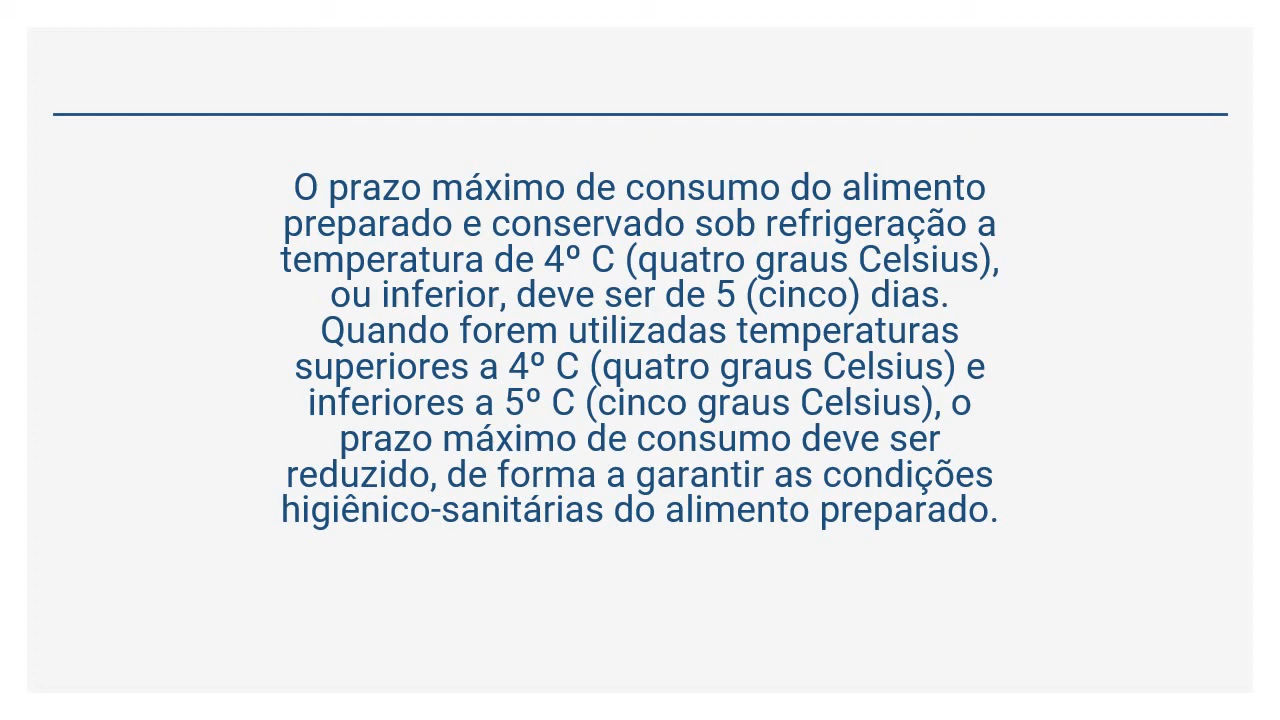 O prazo máximo de consumo do alimento
preparado e conservado sob refrigeração a
temperatura de 4º C (quatro graus Celsius),
ou inferior, deve ser de 5 (cinco) dias.
Quando forem utilizadas temperaturas
superiores a 4º C (quatro graus Celsius) e
inferiores a 5º C (cinco graus Celsius), o
prazo máximo de consumo deve ser
reduzido, de forma a garantir as condições
higiênico-sanitárias do alimento preparado.